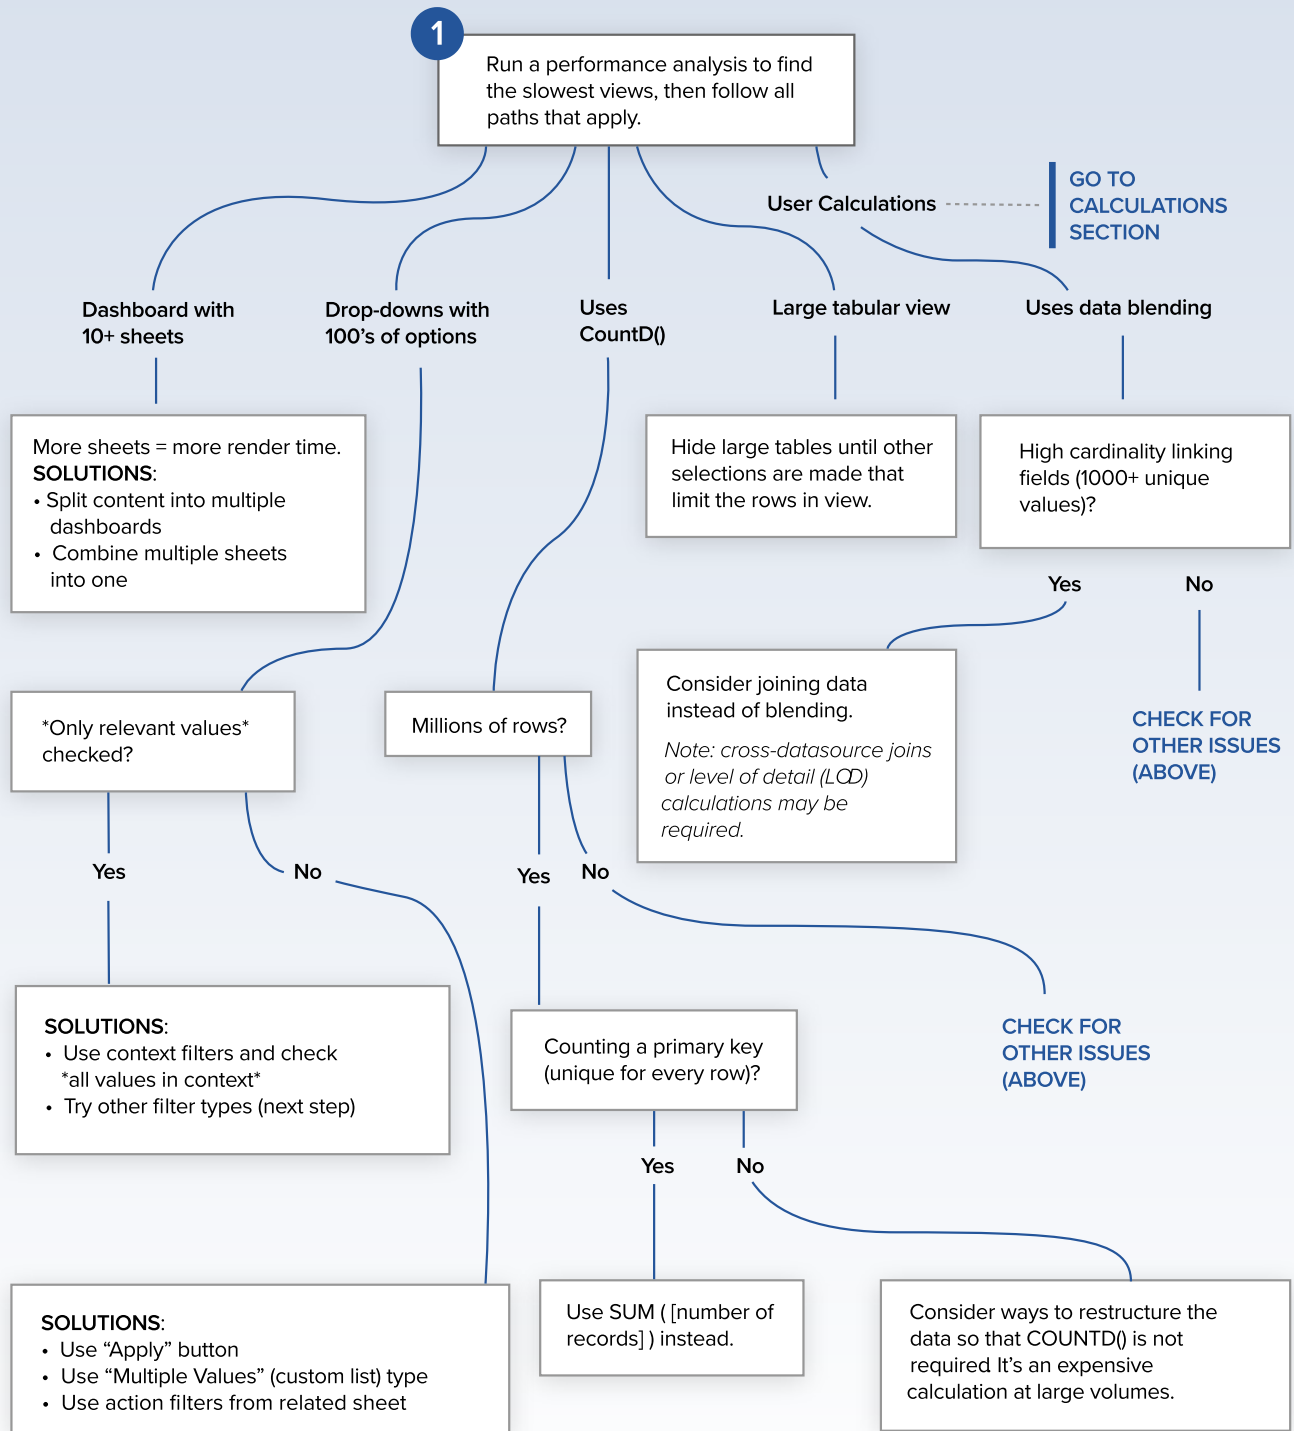 1
Run a performance analysis to find
the slowest views, then follow all
paths that apply.
User Calculations
GO TO
CALCULATIONS
SECTION
Dashboard with
10+ sheets
Drop-downs with
100's of options
Uses
CountD()
Large tabular view
Uses data blending
More sheets = more render time.
SOLUTIONS:
• Split content into multiple
dashboards
• Combine multiple sheets
into one
Hide large tables until other
selections are made that
limit the rows in view.
High cardinality linking
fields (1000+ unique
values)?
Yes
No
*Only relevant values*
checked?
Millions of rows?
Consider joining data
instead of blending.
Note: cross-datasource joins
or level of detail (LOD)
calculations may be
required.
CHECK FOR
OTHER ISSUES
(ABOVE)
Yes
No
Yes
No
SOLUTIONS:
• Use context filters and check
*all values in context*
• Try other filter types (next step)
Counting a primary key
(unique for every row)?
CHECK FOR
OTHER ISSUES
(ABOVE)
Yes
No
SOLUTIONS:
• Use “Apply” button
• Use “Multiple Values” (custom list) type
• Use action filters from related sheet
Use SUM ( [number of
records] ) instead.
Consider ways to restructure the
data so that COUNTD() is not
required. It's an expensive
calculation at large volumes.